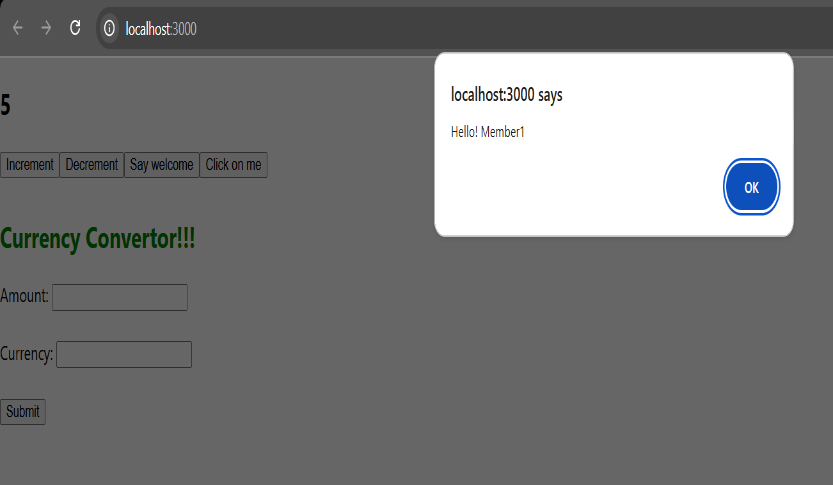 localhost:3000
localhost:3000 says
Hello! Member1
OK
5
Increment Decrement Say welcome Click on me
Currency Convertor!!!
Amount:
Currency:
Submit